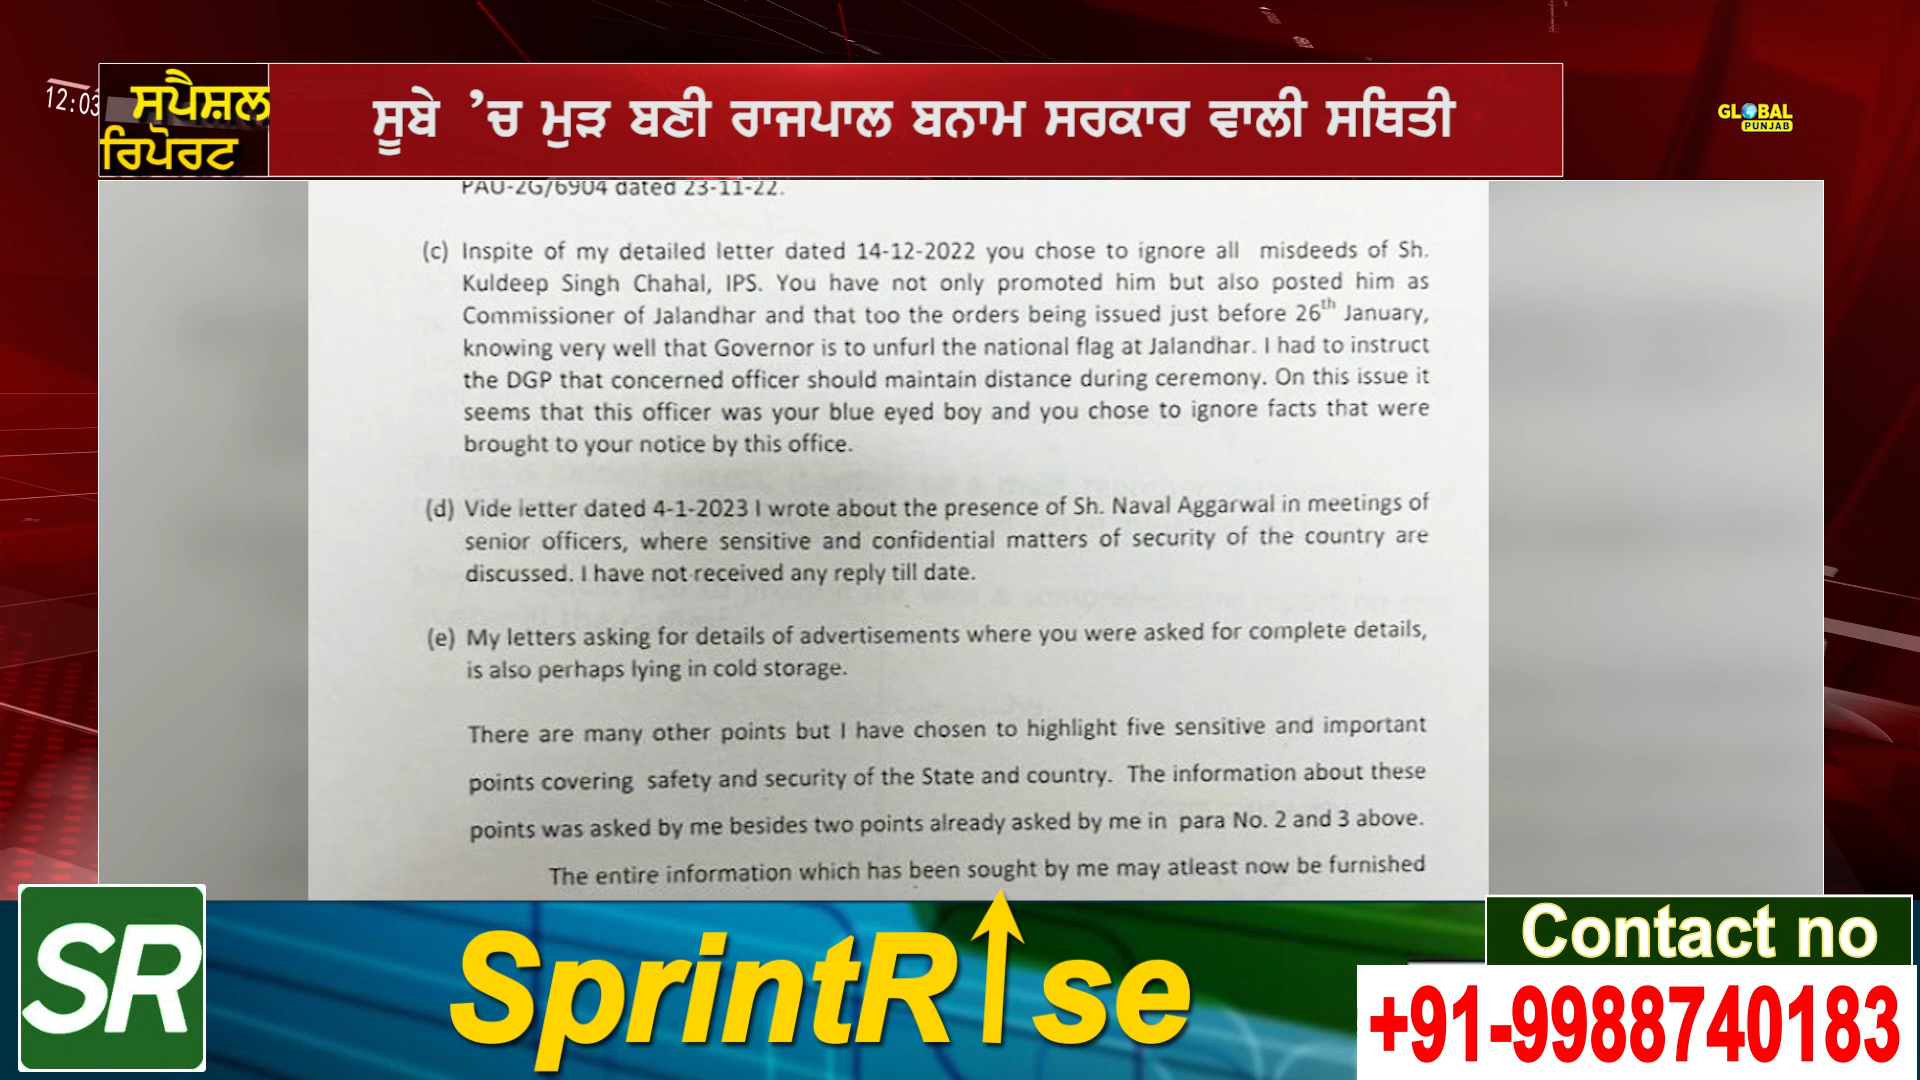 12:03
ਸਪੈਸ਼ਲ
ਰਿਪੋਰਟ
ਸੂਬੇ ’ਚ ਮੁੜ ਬਣੀ ਰਾਜਪਾਲ ਬਨਾਮ ਸਰਕਾਰ ਵਾਲੀ ਸਥਿਤੀ
GLOBAL
PUNJAB
PAU-2G/6904 dated 23-11-22.
(c) Inspite of my detailed letter dated 14-12-2022 you chose to ignore all misdeeds of Sh.
Kuldeep Singh Chahal, IPS. You have not only promoted him but also posted him as
Commissioner of Jalandhar and that too the orders being issued just before 26th January,
knowing very well that Governor is to unfurl the national flag at Jalandhar. I had to instruct
the DGP that concerned officer should maintain distance during ceremony. On this issue it
seems that this officer was your blue eyed boy and you chose to ignore facts that were
brought to your notice by this office.
(d) Vide letter dated 4-1-2023 I wrote about the presence of Sh. Naval Aggarwal in meetings of
senior officers, where sensitive and confidential matters of security of the country are
discussed. I have not received any reply till date.
(e) My letters asking for details of advertisements where you were asked for complete details,
is also perhaps lying in cold storage.
There are many other points but I have chosen to highlight five sensitive and important
points covering safety and security of the State and country. The information about these
points was asked by me besides two points already asked by me in para No. 2 and 3 above.
The entire information which has been sought by me may atleast now be furnished
SR
SprintRise
Contact no
+91-9988740183